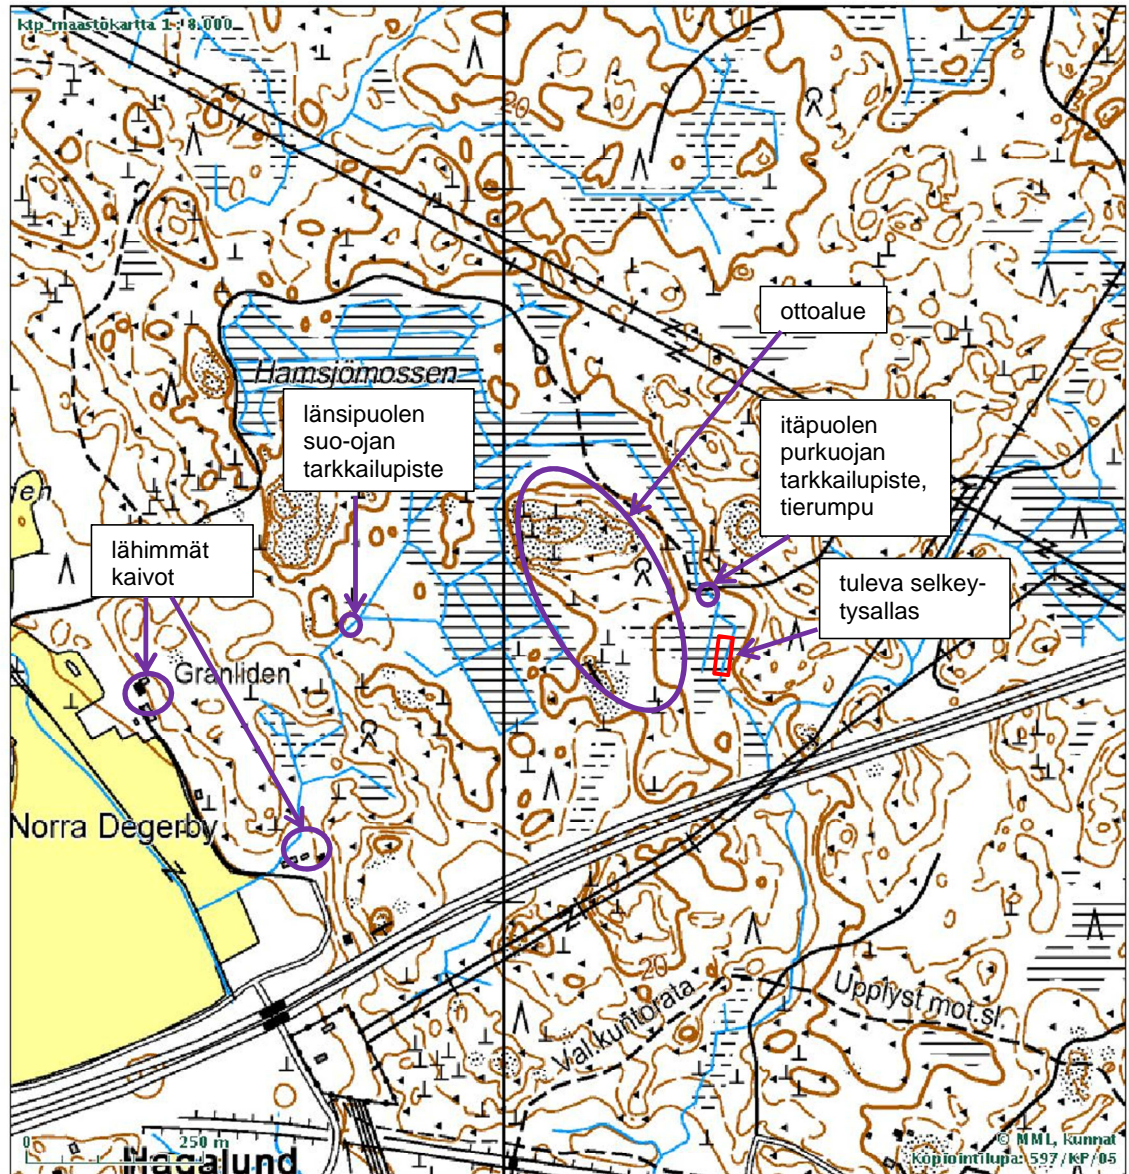 ktp_maastokartta 1 : 8.000
20
ottoalue
Hamsjömossen
länsipuolen
suo-ojan
tarkkailupiste
itäpuolen
purkuojan
tarkkailupiste,
tierumpu
lähimmät
kaivot
tuleva selkey-
tysallas
Granliden
Norra Degerby
20
Val.kuntorata
Upplyst mot.sl.
0 250 m
Hagalund
© MML, kunnat
Kopiointilupa: 597/KP/05